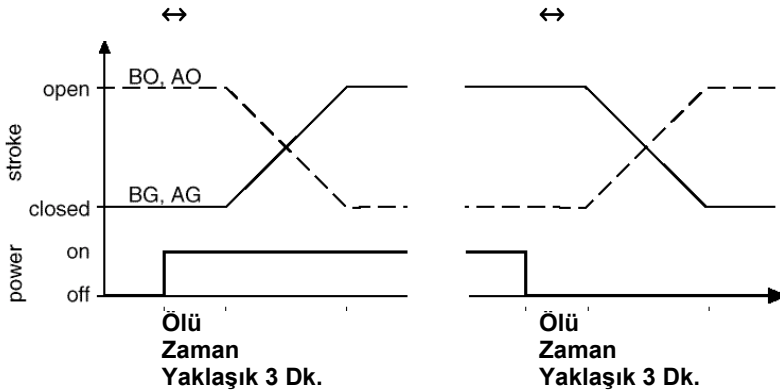 open
BO, AO
stroke
BG, AG
closed
on
power
off
Ölü
Zaman
Yaklaşık 3 Dk.
Ölü
Zaman
Yaklaşık 3 Dk.